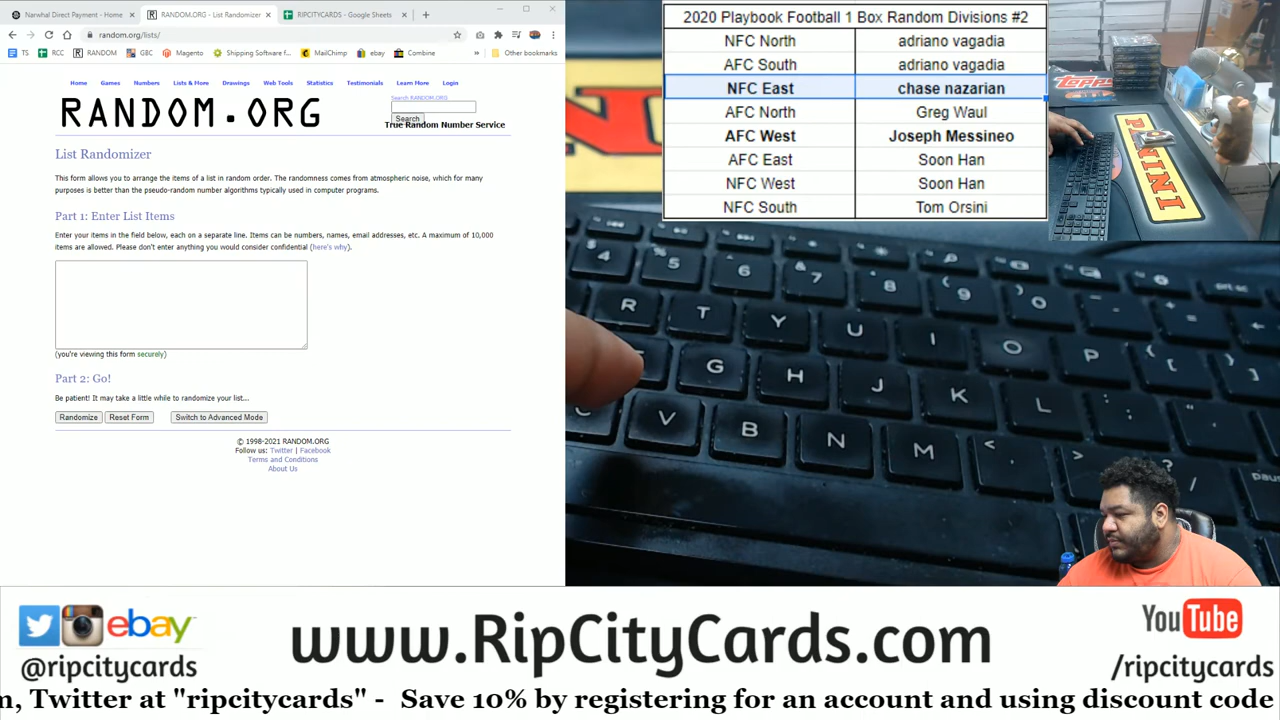 Narwhal Direct Payment - Home
RANDOM.ORG - List Randomizer
RIPCITYCARDS - Google Sheets
random.org/lists/
TS
RCC
RANDOM
GBC
Magento
Shipping Software f...
MailChimp
ebay
Combine
Other bookmarks
Home
Games
Numbers
Lists & More
Drawings
Web Tools
Statistics
Testimonials
Learn More
Login
RANDOM.ORG
Search RANDOM.ORG
Search
True Random Number Service
List Randomizer
This form allows you to arrange the items of a list in random order. The randomness comes from atmospheric noise, which for many
purposes is better than the pseudo-random number algorithms typically used in computer programs.
Part 1: Enter List Items
Enter your items in the field below, each on a separate line. Items can be numbers, names, email addresses, etc. A maximum of 10,000
items are allowed. Please don't enter anything you would consider confidential (here's why).
(you're viewing this form securely)
Part 2: Go!
Be patient! It may take a little while to randomize your list...
Randomize
Reset Form
Switch to Advanced Mode
© 1998-2021 RANDOM.ORG
Follow us: Twitter | Facebook
Terms and Conditions
About Us
2020 Playbook Football 1 Box Random Divisions #2
NFC North adriano vagadia
AFC South adriano vagadia
NFC East chase nazarian
AFC North Greg Waul
AFC West Joseph Messineo
AFC East Soon Han
NFC West Soon Han
NFC South Tom Orsini
TOPPS
PANINI
4 5 6 7 8 9 0 - =
R T Y U I O P [ ]
G H J K L ; '
V B N M < > /
ebay
@ripcitycards
www.RipCityCards.com
YouTube
/ripcitycards
m, Twitter at "ripcitycards" - Save 10% by registering for an account and using discount code